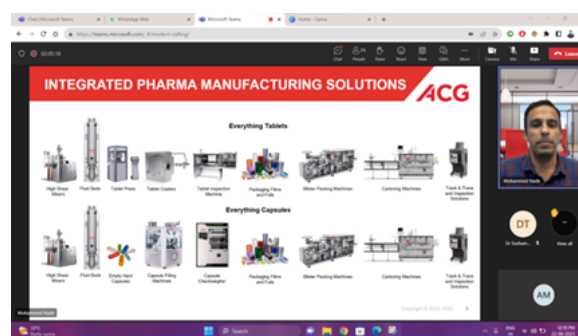 Chat | Microsoft Teams
WhatsApp Web
Microsoft Teams
Home - Canva
https://teams.microsoft.com/_#/modern-calling/
02:05:18
Chat
People
Raise
React
View
Q&A
More
Camera
Mic
Share
Leave
INTEGRATED PHARMA MANUFACTURING SOLUTIONS
ACG
Everything Tablets
High Shear Mixers
Fluid Beds
Tablet Press
Tablet Coaters
Tablet Inspection Machine
Packaging Films and Foils
Blister Packing Machines
Cartoning Machines
Track & Trace and Inspection Solutions
Everything Capsules
High Shear Mixers
Fluid Beds
Empty Hard Capsules
Capsule Filling Machines
Capsule Checkweigher
Packaging Films and Foils
Blister Packing Machines
Cartoning Machines
Track & Trace and Inspection Solutions
Copyright © ACG 2022
Mohammed Nadir
Mohammed Nadir
DT
View all
AM
Search
ENG
12:16 PM